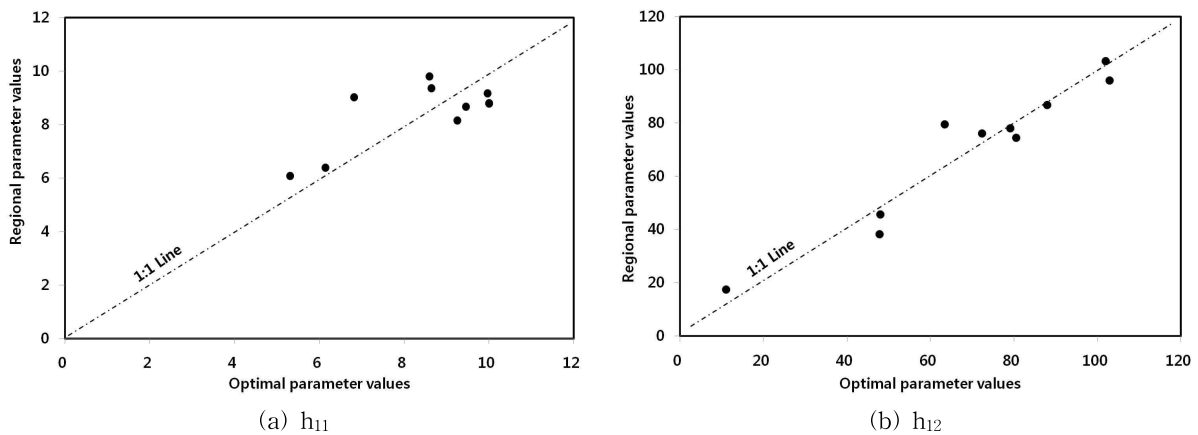 12
10
8
6
4
2
0
Regional parameter values
1:1 Line
0 2 4 6 8 10 12
Optimal parameter values
(a) h₁₁
120
100
80
60
40
20
0
Regional parameter values
1:1 Line
0 20 40 60 80 100 120
Optimal parameter values
(b) h₁₂